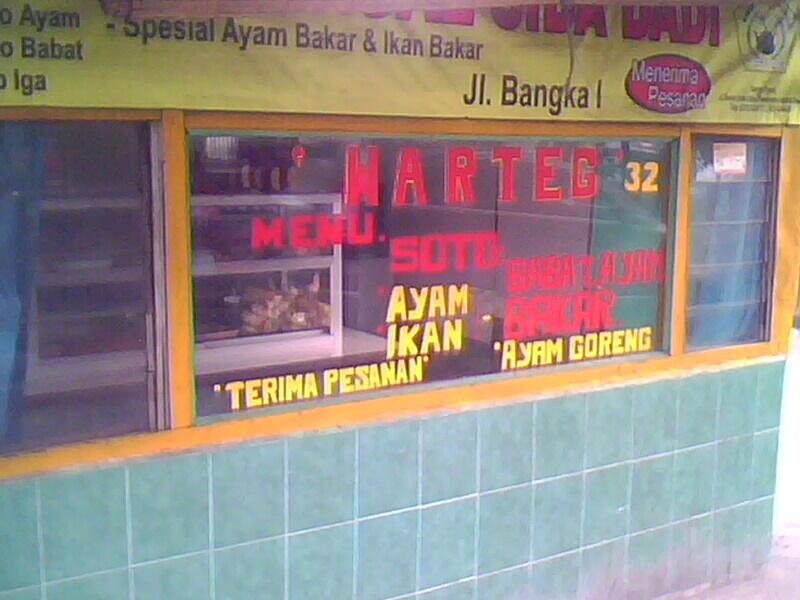 o Ayam
o Babat
o Iga
- Spesial Ayam Bakar & Ikan Bakar
Jl. Bangka I
Menerima
Pesanan
' WARTEG '32
MENU.
SOTO.
BABAT,AJAM
BAKAR.
'AYAM
'IKAN
'AYAM GORENG
"TERIMA PESANAN"